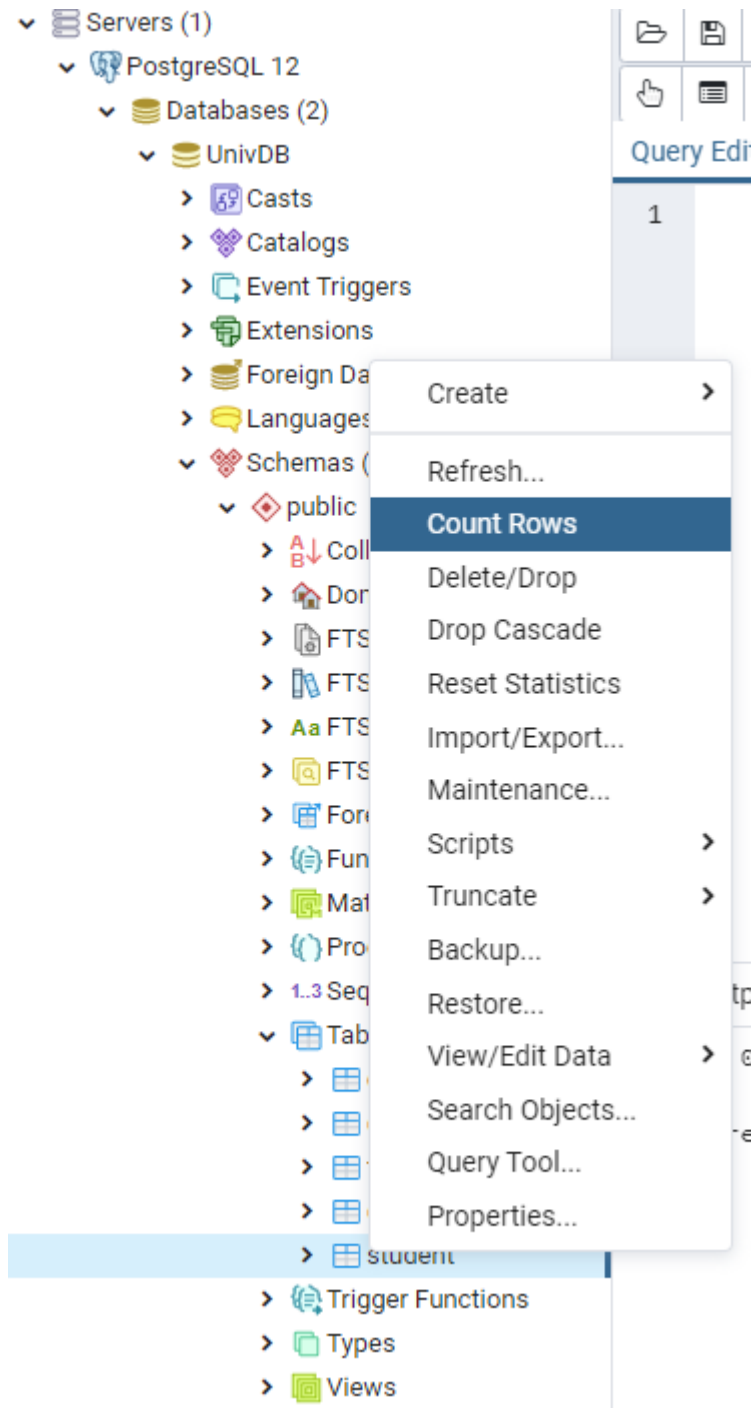 Servers (1)
PostgreSQL 12
Databases (2)
UnivDB
Casts
Catalogs
Event Triggers
Extensions
Foreign Da
Languages
Schemas (
public
Coll
Dor
FTS
FTS
FTS
FTS
Fore
Fun
Mat
Pro
1..3 Seq
Tab
student
Trigger Functions
Types
Views
Query Edit
1
Create
Refresh...
Count Rows
Delete/Drop
Drop Cascade
Reset Statistics
Import/Export...
Maintenance...
Scripts
Truncate
Backup...
Restore...
View/Edit Data
Search Objects...
Query Tool...
Properties...